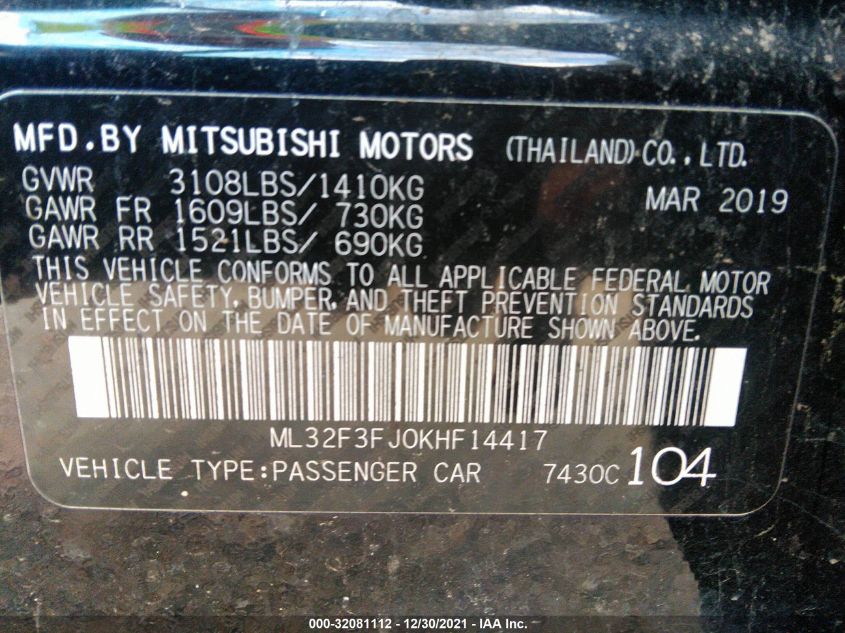 MFD.BY MITSUBISHI MOTORS (THAILAND) CO., LTD.
GVWR 3108LBS/1410KG MAR 2019
GAWR FR 1609LBS/ 730KG
GAWR RR 1521LBS/ 690KG
THIS VEHICLE CONFORMS TO ALL APPLICABLE FEDERAL MOTOR
VEHICLE SAFETY, BUMPER, AND THEFT PREVENTION STANDARDS
IN EFFECT ON THE DATE OF MANUFACTURE SHOWN ABOVE.
ML32F3FJ0KHF14417
VEHICLE TYPE:PASSENGER CAR 7430C 104
000-32081112 - 12/30/2021 - IAA Inc.